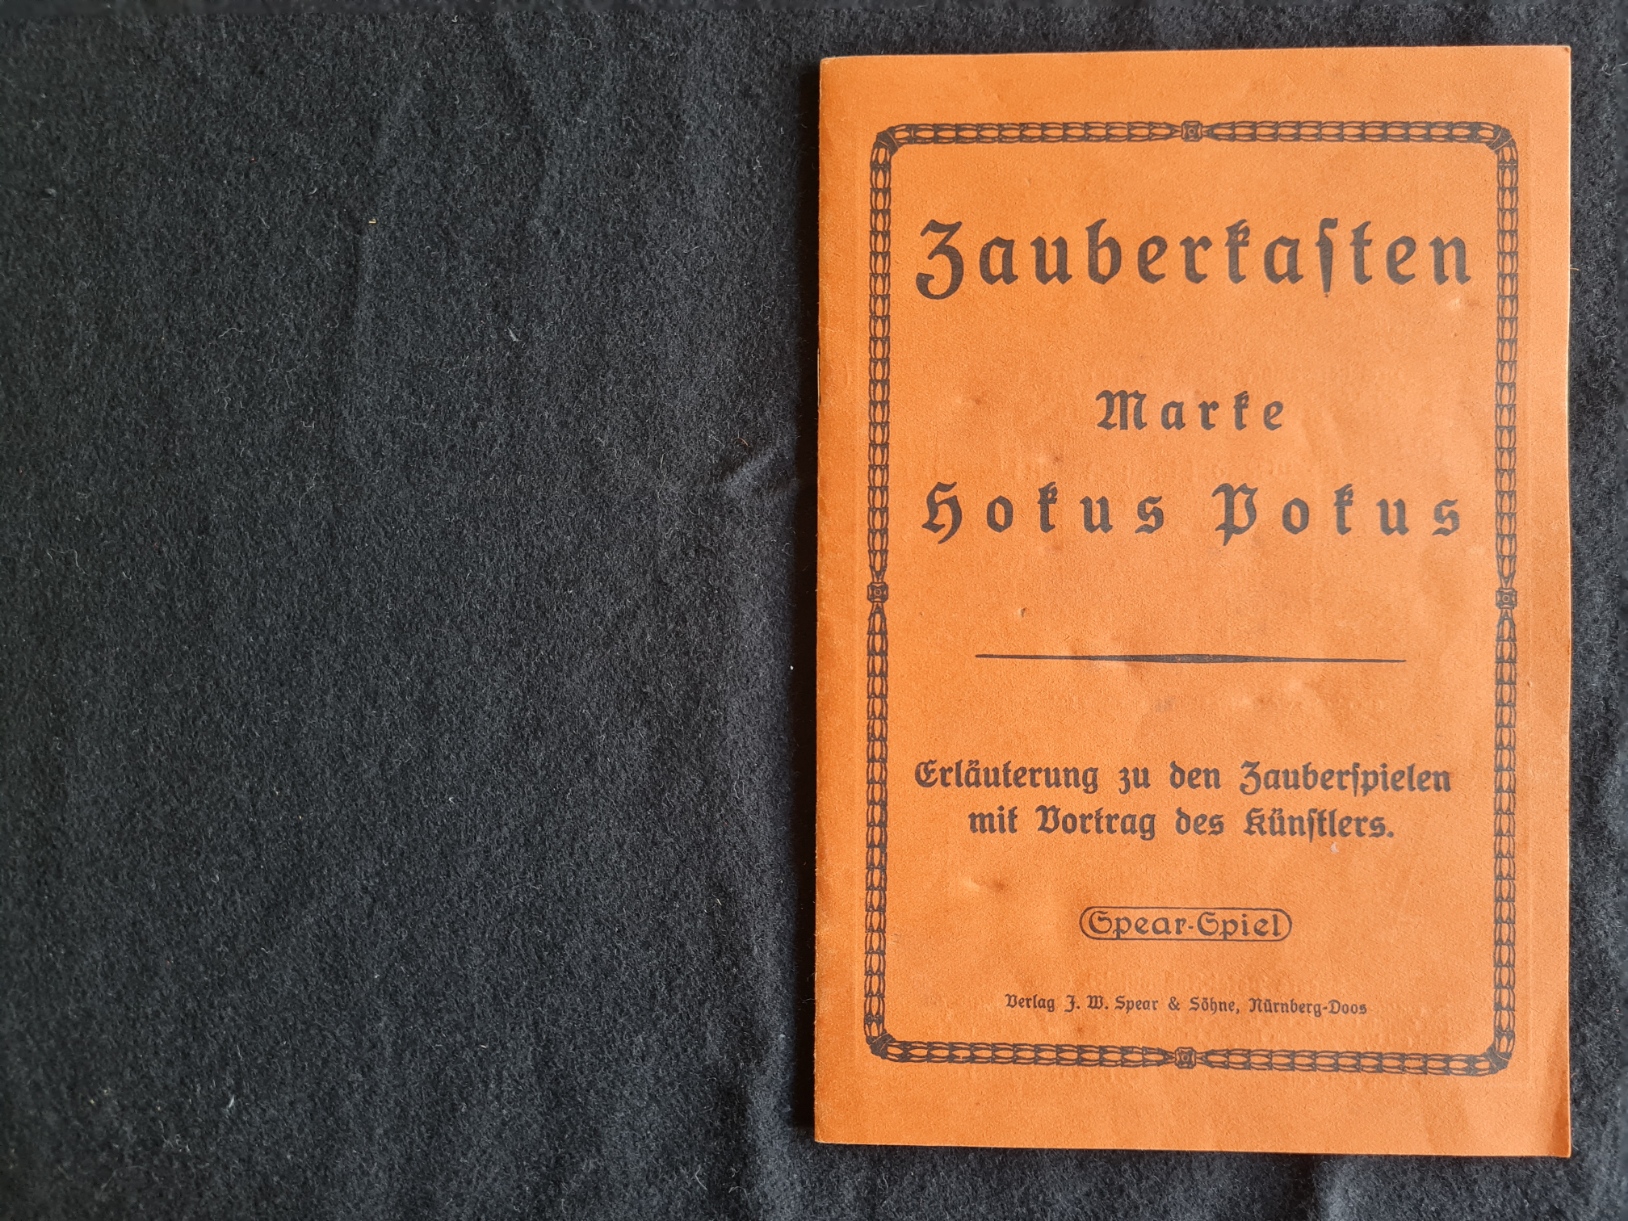 Zauberkaſten
Marke
Hokus Pokus
Erläuterung zu den Zauberſpielen
mit Vortrag des Künſtlers.
Spear-Spiel
Verlag J. W. Spear & Söhne, Nürnberg-Doos